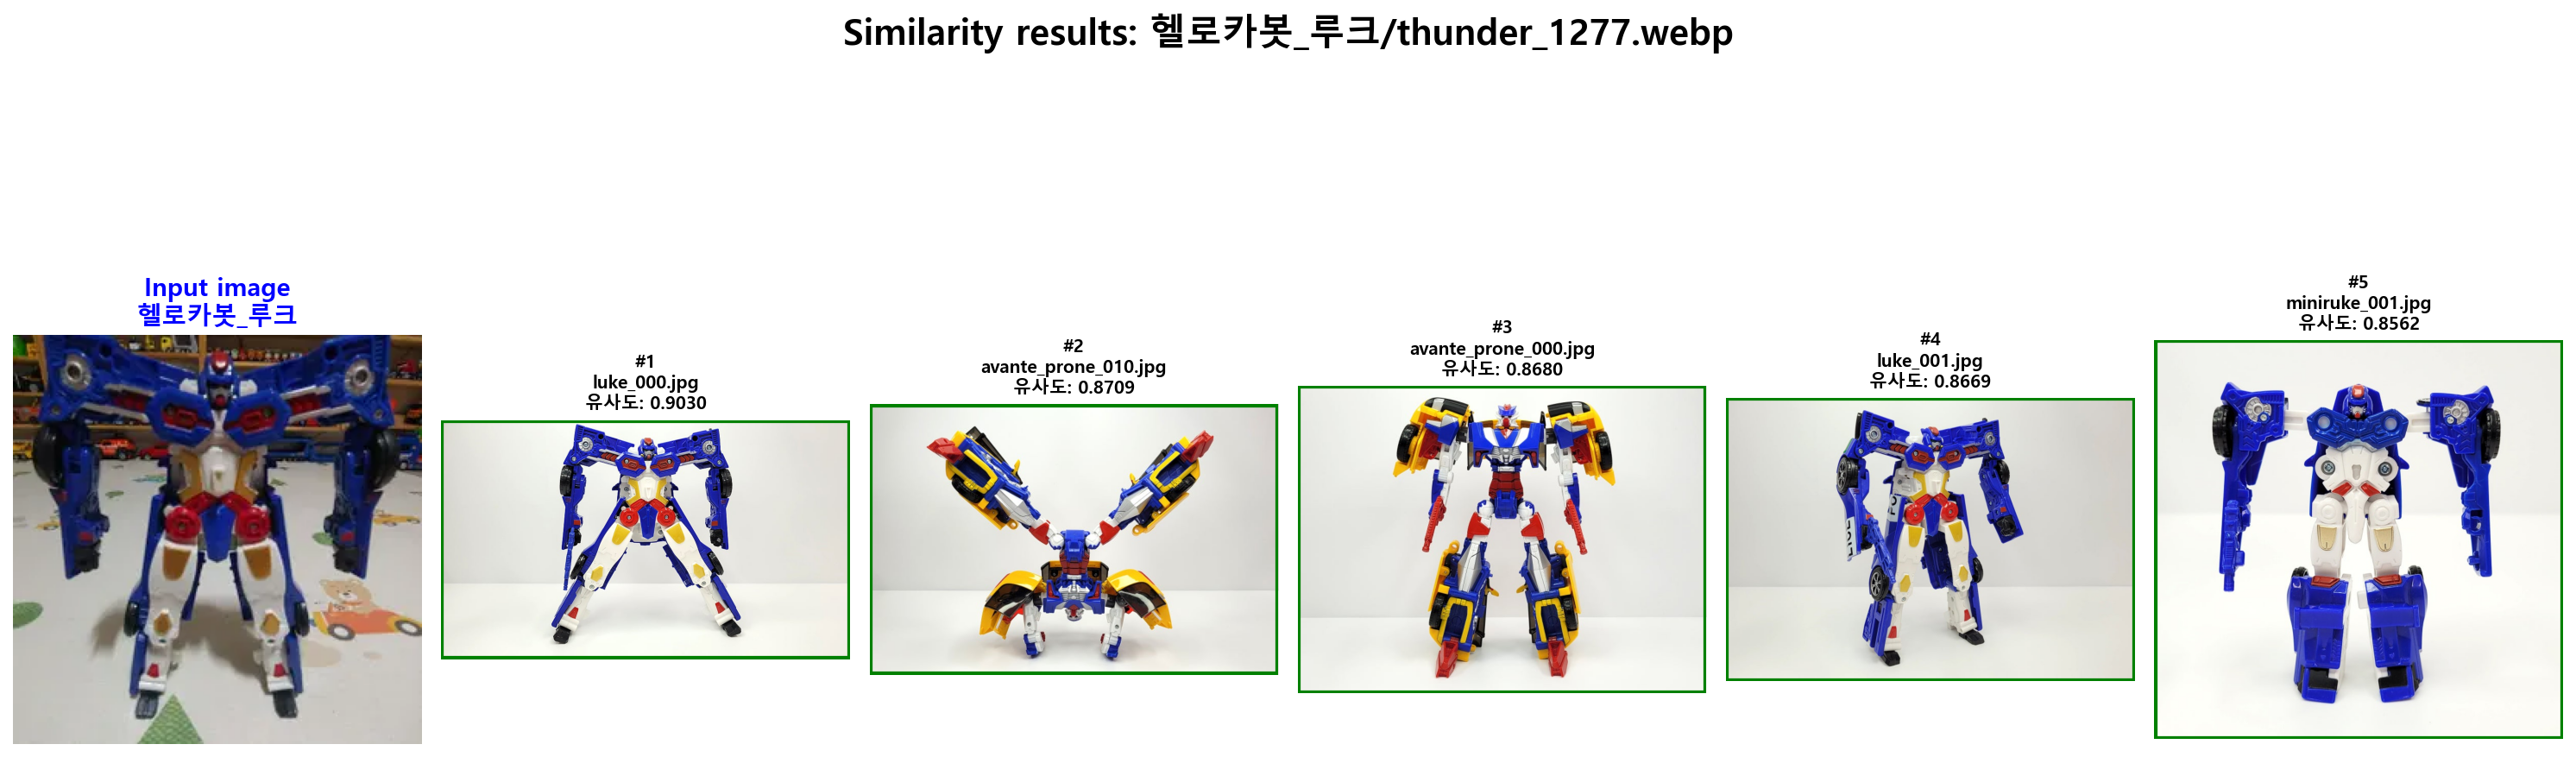 Similarity results: 헬로카봇_루크/thunder_1277.webp
Input image
헬로카봇_루크
#1
luke_000.jpg
유사도: 0.9030
#2
avante_prone_010.jpg
유사도: 0.8709
#3
avante_prone_000.jpg
유사도: 0.8680
#4
luke_001.jpg
유사도: 0.8669
#5
miniruke_001.jpg
유사도: 0.8562